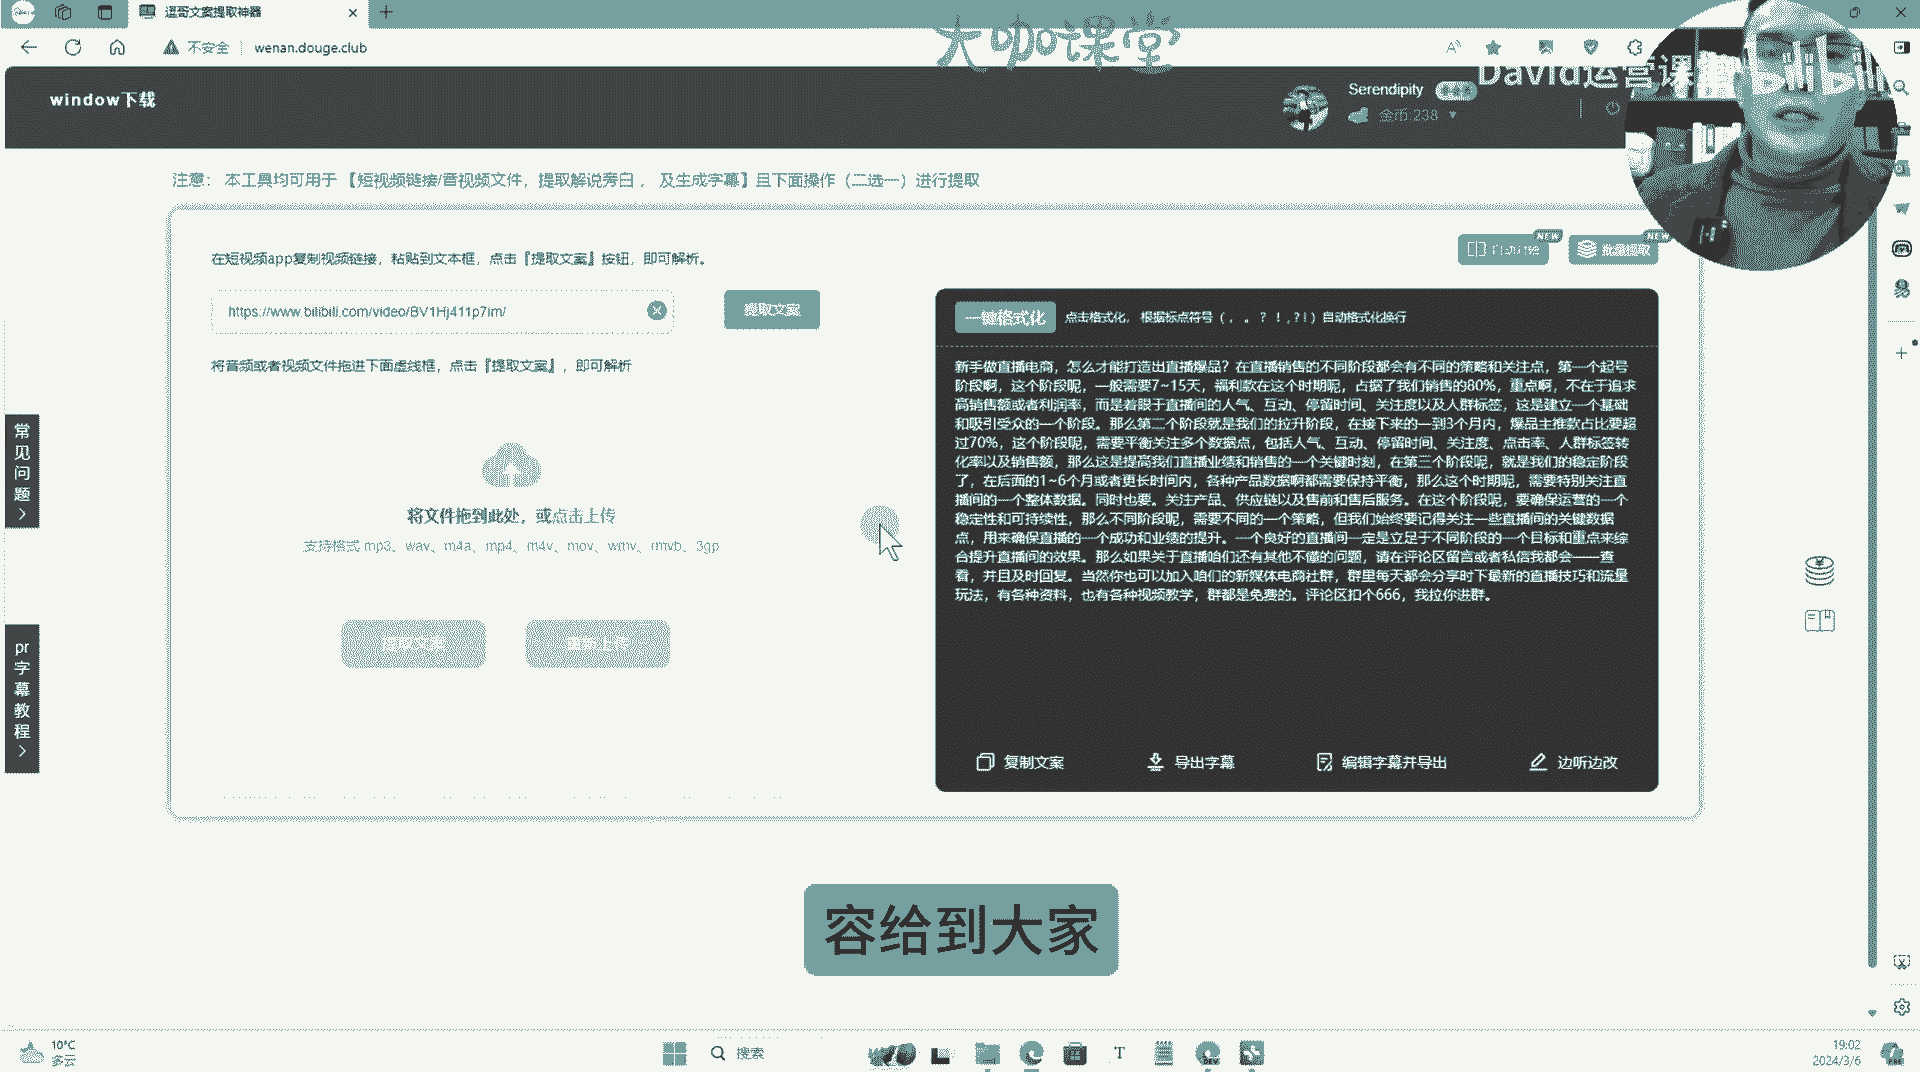 逗哥文案提取神器
不安全
wenan.douge.club
大咖课堂
David运营课
window下载
Serendipity
金币:238
注意： 本工具均可用于 【短视频链接/音视频文件，提取解说旁白 ， 及生成字幕】且下面操作（二选一）进行提取
在短视频app复制视频链接，粘贴到文本框，点击『提取文案』按钮，即可解析。
NEW
NEW
批量提取
https://www.bilibili.com/video/BV1Hj411p7im/
提取文案
将音频或者视频文件拖进下面虚线框，点击『提取文案』，即可解析
将文件拖到此处，或点击上传
支持格式 mp3、wav、m4a、mp4、m4v、mov、wmv、rmvb、3gp
提取文案
重新上传
常见问题
pr字幕教程
一键格式化
点击格式化， 根据标点符号（ , 。 ? ！,?!）自动格式化换行
新手做直播电商，怎么才能打造出直播爆品？在直播销售的不同阶段都会有不同的策略和关注点，第一个起号
阶段啊，这个阶段呢，一般需要7~15天，福利款在这个时期呢，占据了我们销售的80%，重点啊，不在于追求
高销售额或者利润率，而是着眼于直播间的人气、互动、停留时间、关注度以及人群标签，这是建立一个基础
和吸引受众的一个阶段。那么第二个阶段就是我们的拉升阶段，在接下来的一到3个月内，爆品主推款占比要超
过70%，这个阶段呢，需要平衡关注多个数据点，包括人气、互动、停留时间、关注度、点击率、人群标签转
化率以及销售额，那么这是提高我们直播业绩和销售的一个关键时刻，在第三个阶段呢，就是我们的稳定阶段
了，在后面的1~6个月或者更长时间内，各种产品数据啊都需要保持平衡，那么这个时期呢，需要特别关注直
播间的一个整体数据。同时也要。关注产品、供应链以及售前和售后服务。在这个阶段呢，要确保运营的一个
稳定性和可持续性，那么不同阶段呢，需要不同的一个策略，但我们始终要记得关注一些直播间的关键数据
点，用来确保直播的一个成功和业绩的提升。一个良好的直播间一定是立足于不同阶段的一个目标和重点来综
合提升直播间的效果。那么如果关于直播咱们还有其他不懂的问题，请在评论区留言或者私信我都会一一查
看，并且及时回复。当然你也可以加入咱们的新媒体电商社群，群里每天都会分享时下最新的直播技巧和流量
玩法，有各种资料，也有各种视频教学，群都是免费的。评论区扣个666，我拉你进群。
复制文案
导出字幕
编辑字幕并导出
边听边改
容给到大家
10°C
多云
搜索
19:02
2024/3/6